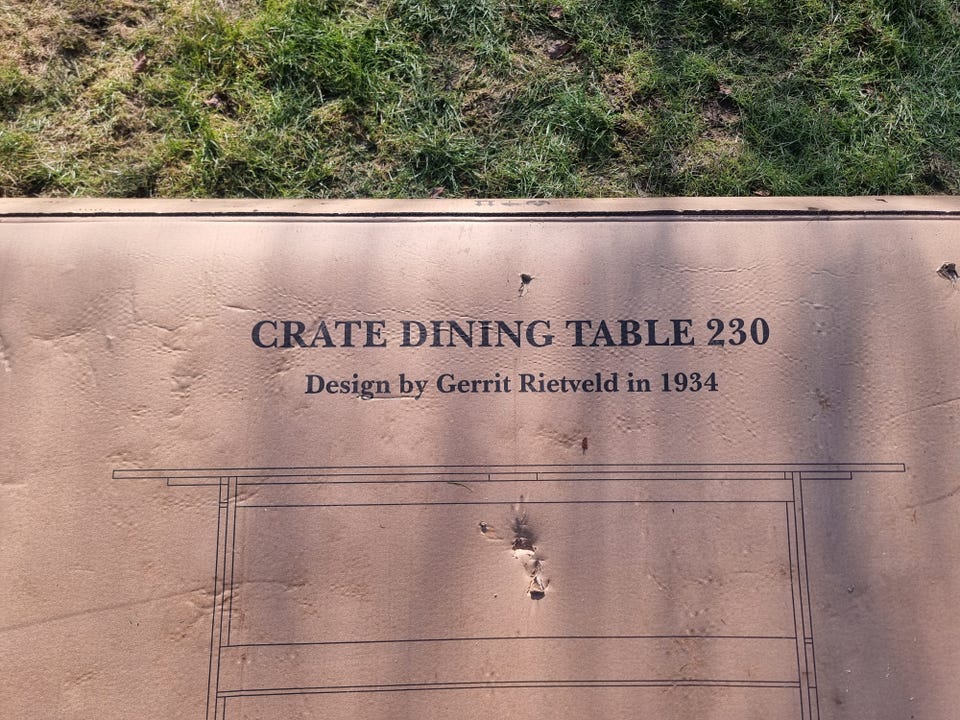 CRATE DINING TABLE 230
Design by Gerrit Rietveld in 1934